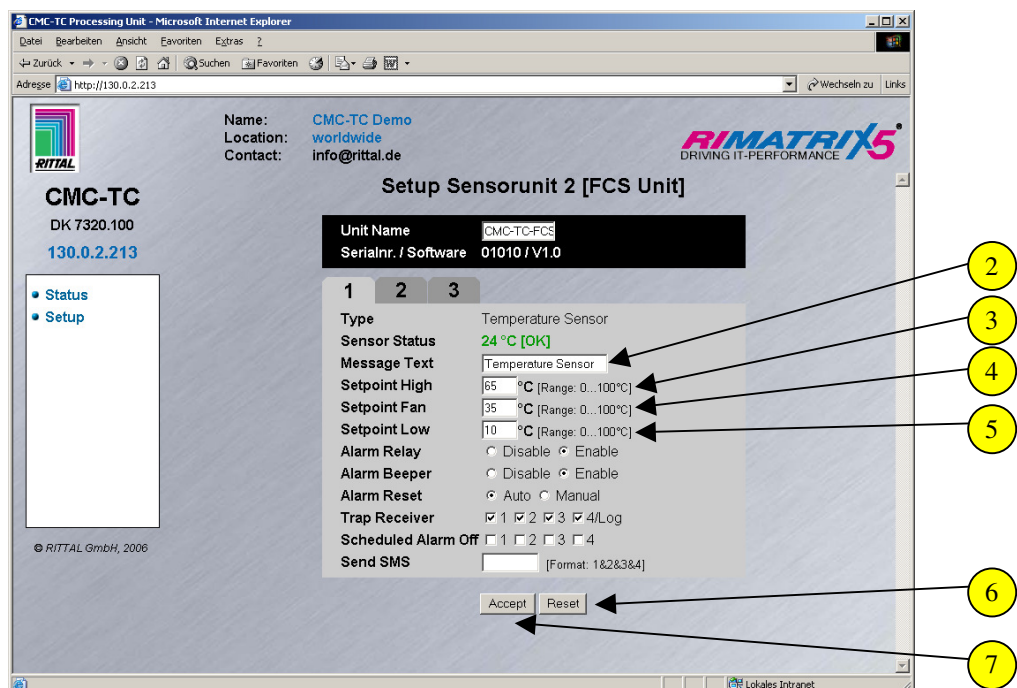 CMC-TC Processing Unit - Microsoft Internet Explorer
Datei Bearbeiten Ansicht Favoriten Extras ?
Zurück Suchen Favoriten
Adresse http://130.0.2.213 Wechseln zu Links
RITTAL
Name: CMC-TC Demo
Location: worldwide
Contact: info@rittal.de
RIMATRIX5
DRIVING IT-PERFORMANCE
CMC-TC
DK 7320.100
130.0.2.213
Status
Setup
© RITTAL GmbH, 2006
Setup Sensorunit 2 [FCS Unit]
Unit Name CMC-TC-FCS
Serialnr. / Software 01010 / V1.0
1 2 3
Type Temperature Sensor
Sensor Status 24 °C [OK]
Message Text Temperature Sensor
Setpoint High 65 °C [Range: 0...100°C]
Setpoint Fan 35 °C [Range: 0...100°C]
Setpoint Low 10 °C [Range: 0...100°C]
Alarm Relay Disable Enable
Alarm Beeper Disable Enable
Alarm Reset Auto Manual
Trap Receiver 1 2 3 4/Log
Scheduled Alarm Off 1 2 3 4
Send SMS [Format: 1&2&3&4]
Accept Reset
2
3
4
5
6
7
Lokales Intranet